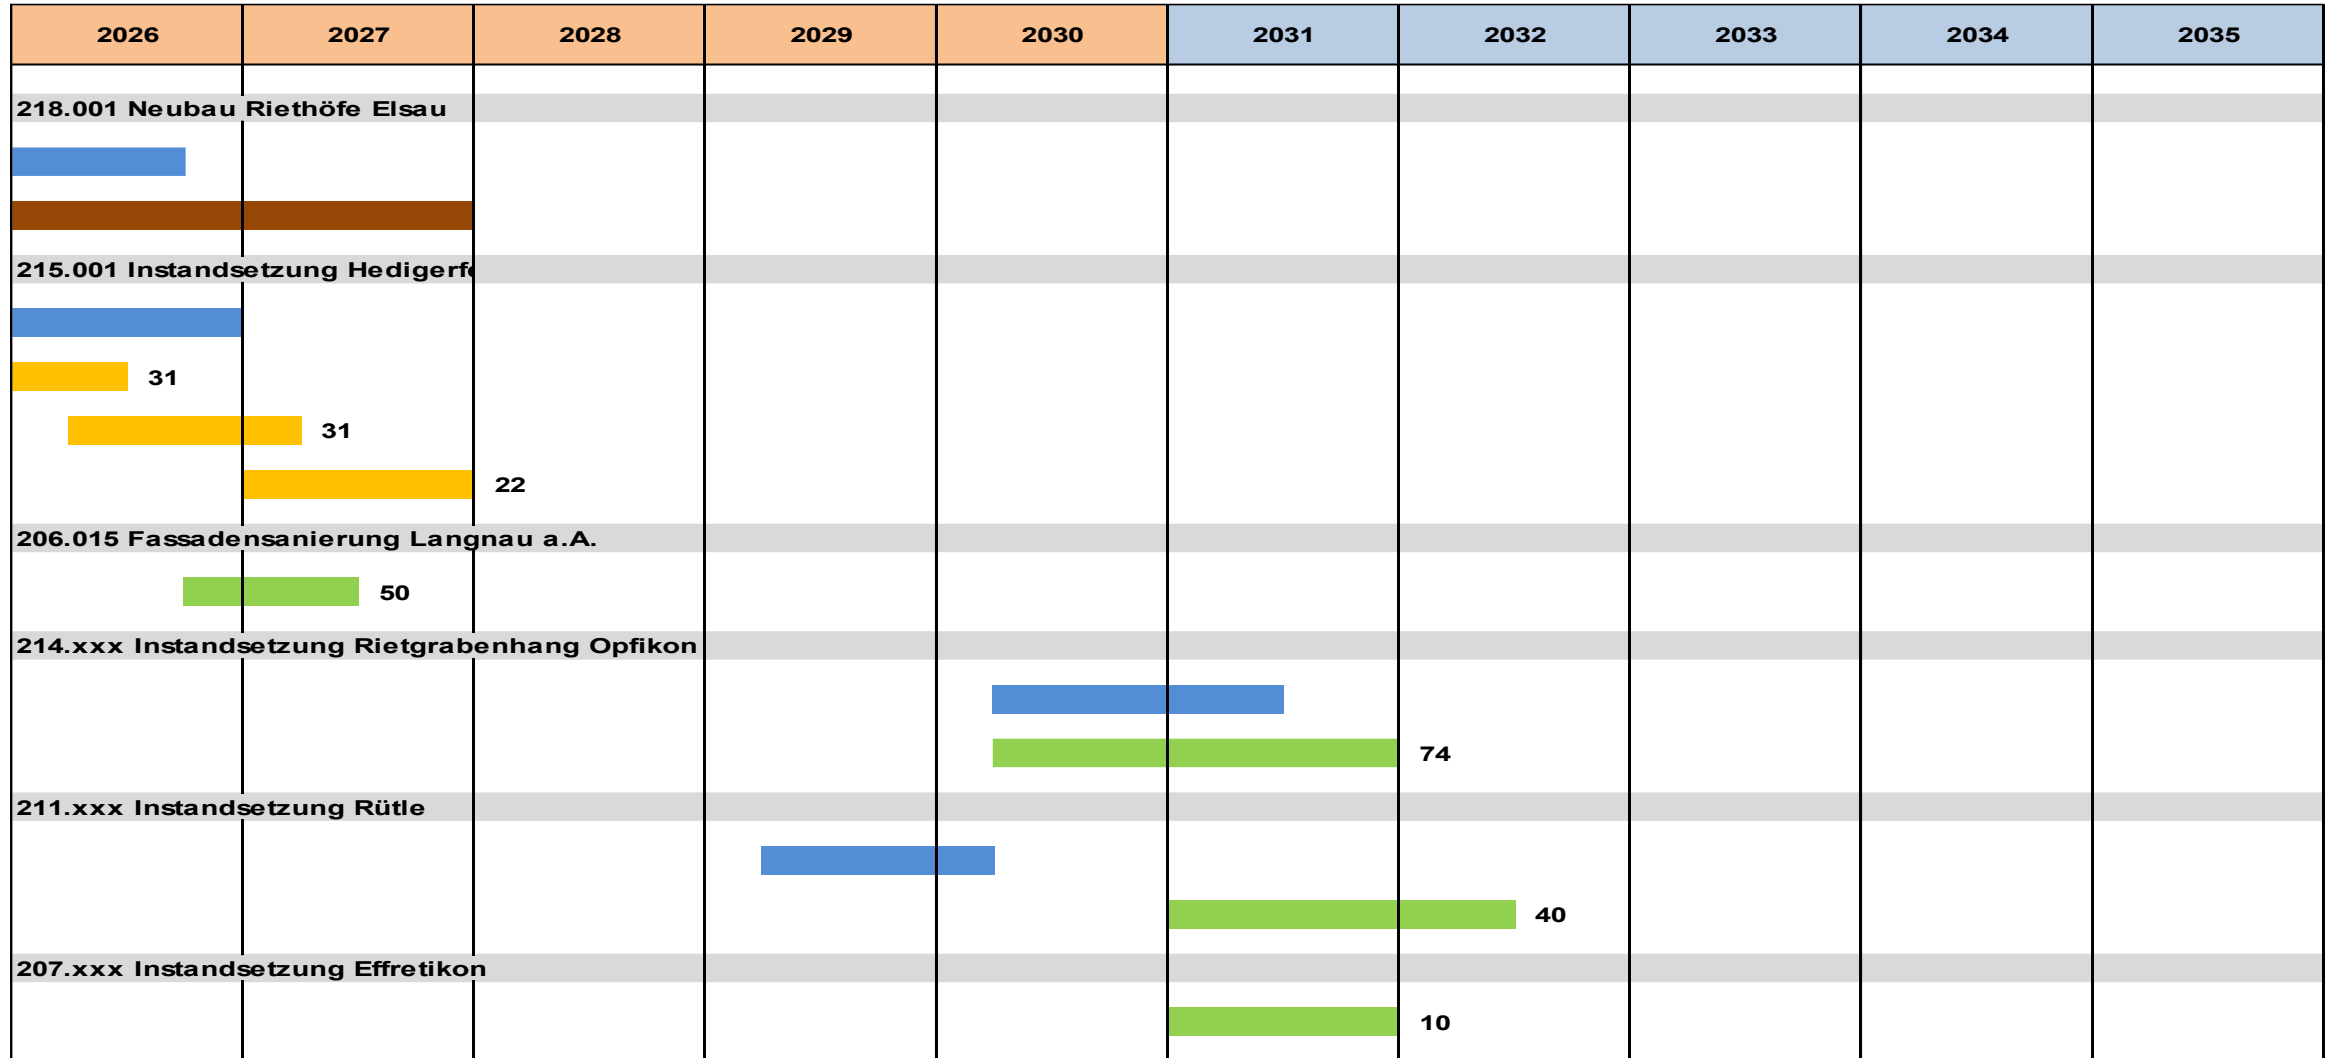 2026 2027 2028 2029 2030 2031 2032 2033 2034 2035
218.001 Neubau Riethöfe Elsau
215.001 Instandsetzung Hedigerfe
31
31
22
206.015 Fassadensanierung Langnau a.A.
50
214.xxx Instandsetzung Rietgrabenhang Opfikon
74
211.xxx Instandsetzung Rütle
40
207.xxx Instandsetzung Effretikon
10